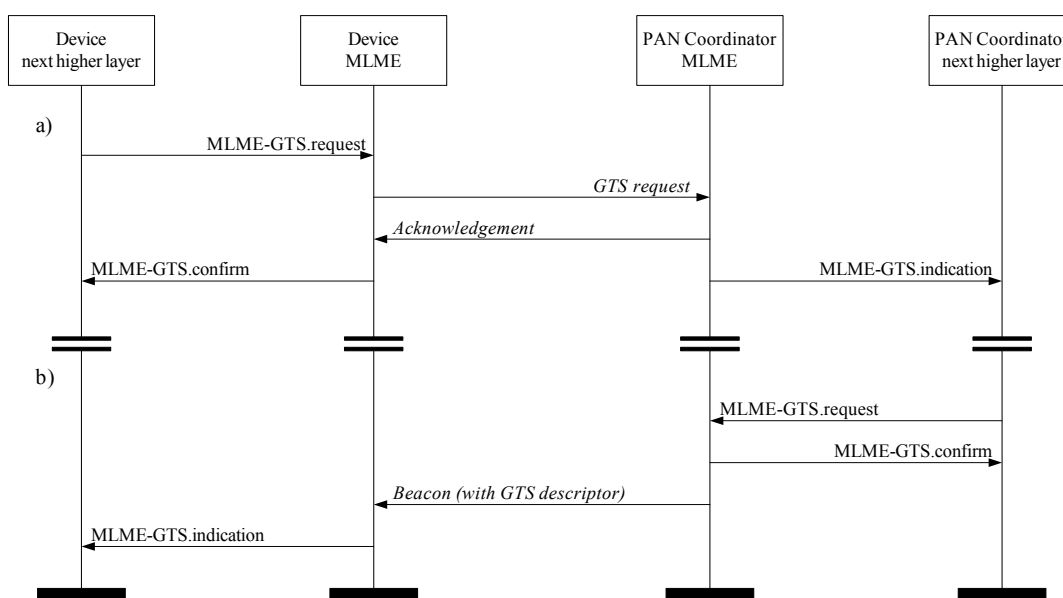 Device
next higher layer
Device
MLME
PAN Coordinator
MLME
PAN Coordinato
next higher layer
a)
MLME-GTS.request
GTS request
Acknowledgement
MLME-GTS.confirm
MLME-GTS.indication
b)
MLME-GTS.request
MLME-GTS.confirm
Beacon (with GTS descriptor)
MLME-GTS.indication